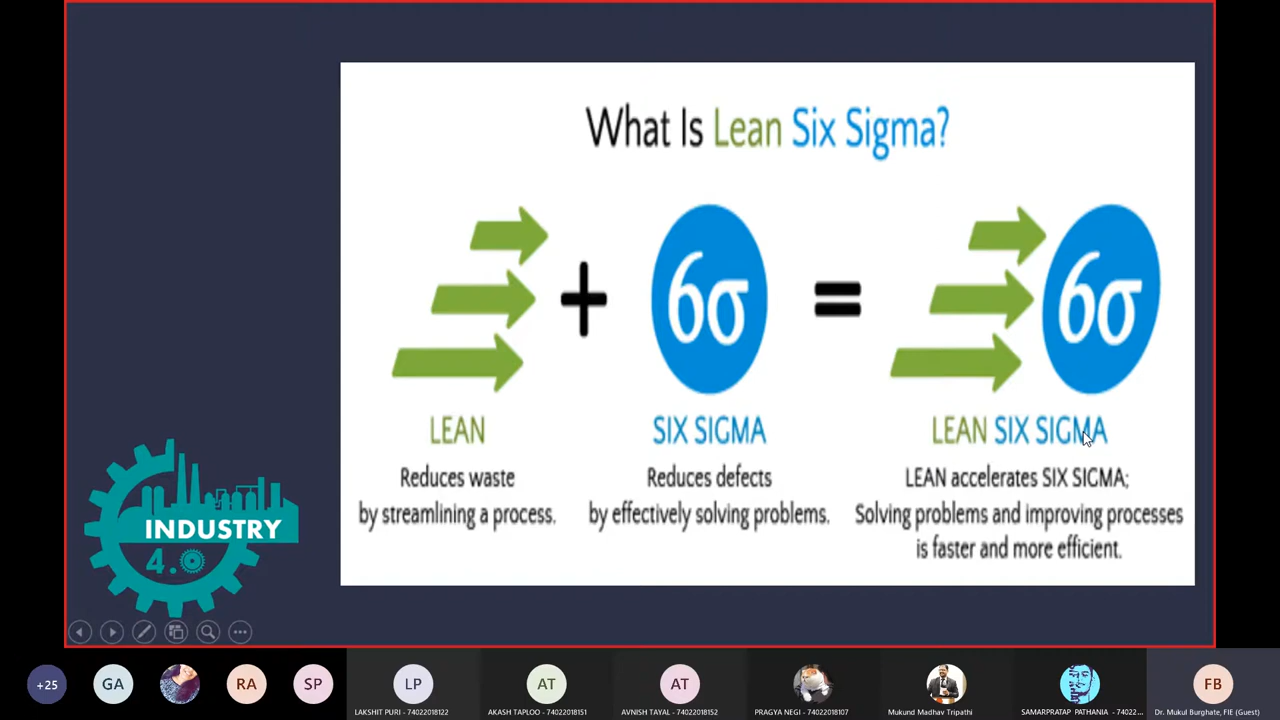 What Is Lean Six Sigma?
6σ
6σ
LEAN
SIX SIGMA
LEAN SIX SIGMA
Reduces waste
by streamlining a process.
Reduces defects
by effectively solving problems.
LEAN accelerates SIX SIGMA;
Solving problems and improving processes
is faster and more efficient.
INDUSTRY
4.0
+25
GA
RA
SP
LP
LAKSHIT PURI - 74022018122
AT
AKASH TAPLOO - 74022018151
AT
AVNISH TAYAL - 74022018152
PRAGYA NEGI - 74022018107
Mukund Madhav Tripathi
SAMARPRATAP PATHANIA - 74022...
FB
Dr. Mukul Burghate, FIE (Guest)